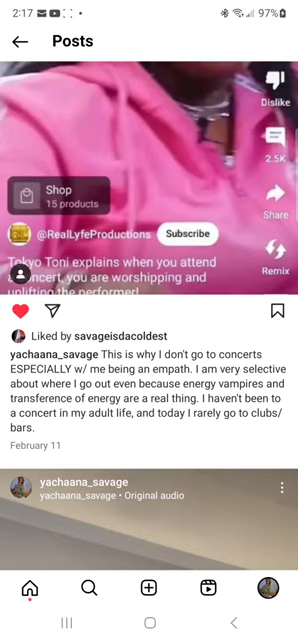 2:17
97%
Posts
Dislike
2.5K
Shop
15 products
Share
@RealLyfeProductions
Subscribe
Remix
Tokyo Toni explains when you attend
a concert, you are worshipping and
uplifting the performer!
Liked by savageisdacoldest
yachaana_savage This is why I don't go to concerts
ESPECIALLY w/ me being an empath. I am very selective
about where I go out even because energy vampires and
transference of energy are a real thing. I haven't been to
a concert in my adult life, and today I rarely go to clubs/
bars.
February 11
yachaana_savage
yachaana_savage • Original audio